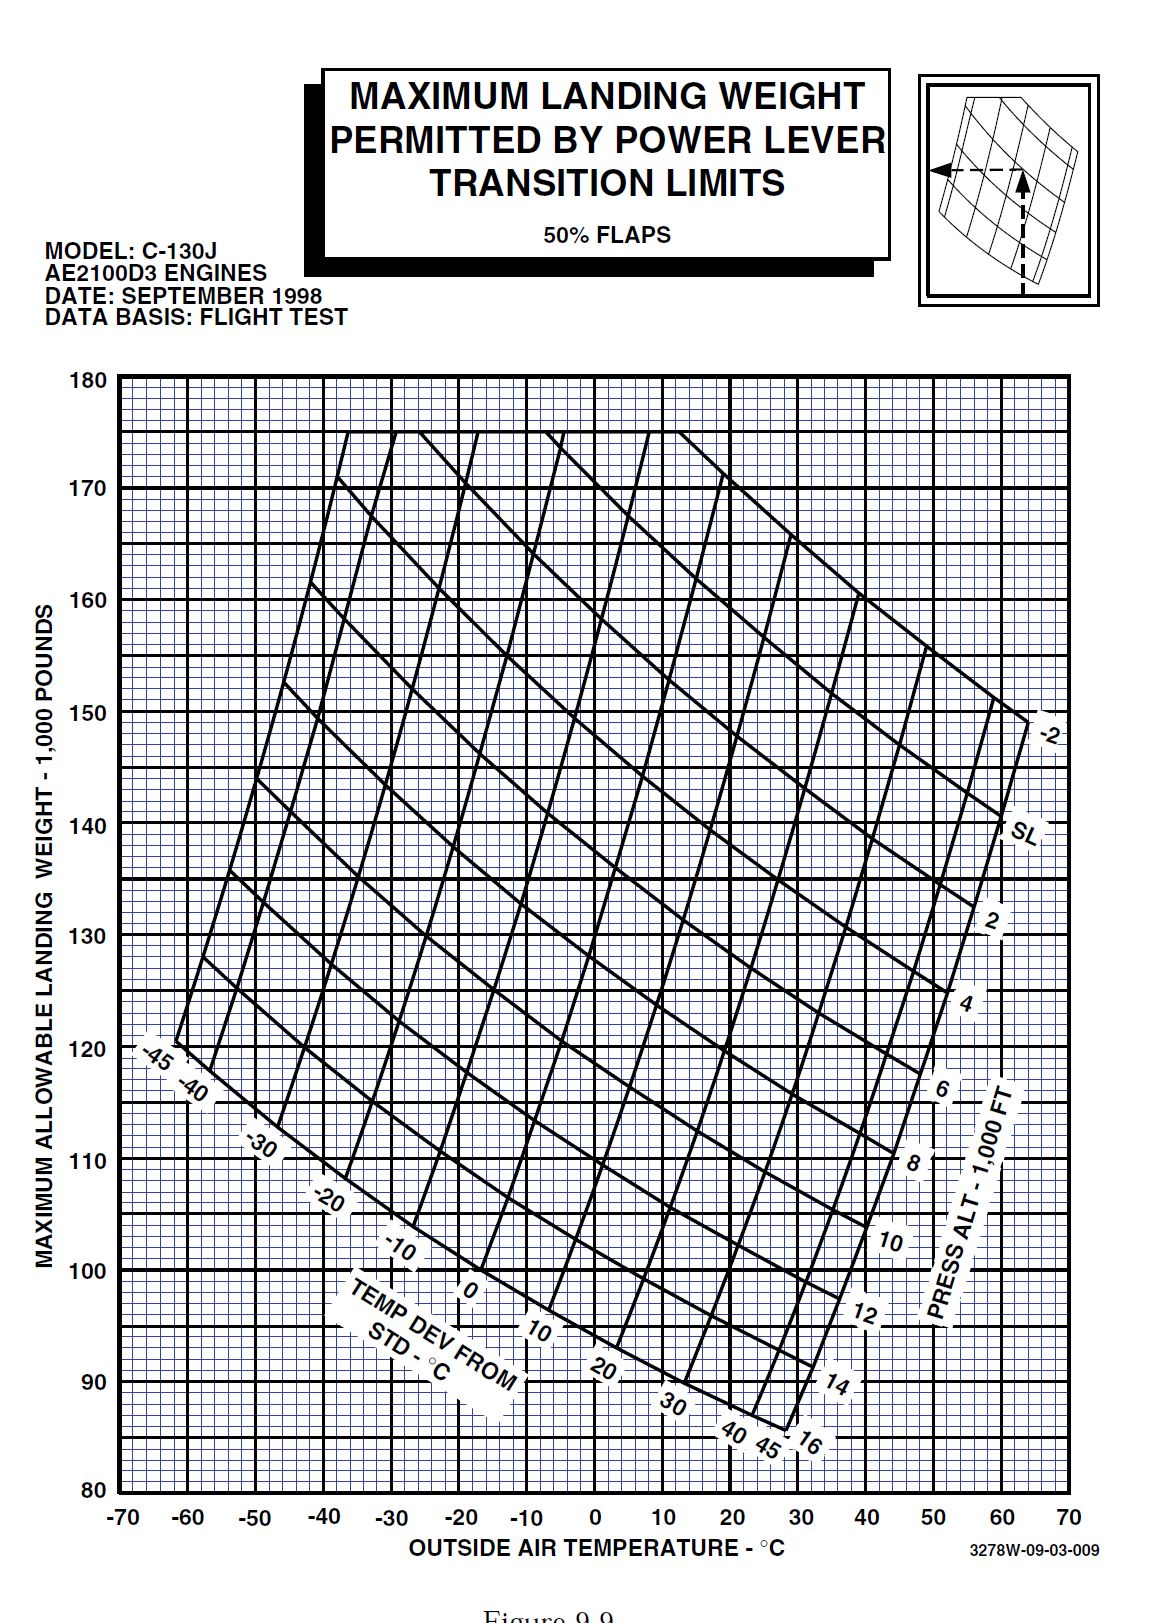 MAXIMUM LANDING WEIGHT
PERMITTED BY POWER LEVER
TRANSITION LIMITS
50% FLAPS
MODEL: C-130J
AE2100D3 ENGINES
DATE: SEPTEMBER 1998
DATA BASIS: FLIGHT TEST
MAXIMUM ALLOWABLE LANDING WEIGHT - 1,000 POUNDS
180
170
160
150
140
130
120
110
100
90
80
-2
SL
2
4
6
8
10
12
14
16
PRESS ALT - 1,000 FT
-45
-40
-30
-20
-10
0
10
20
30
40
45
TEMP DEV FROM
STD - °C
-70 -60 -50 -40 -30 -20 -10 0 10 20 30 40 50 60 70
OUTSIDE AIR TEMPERATURE - °C
3278W-09-03-009
Figure 9.9